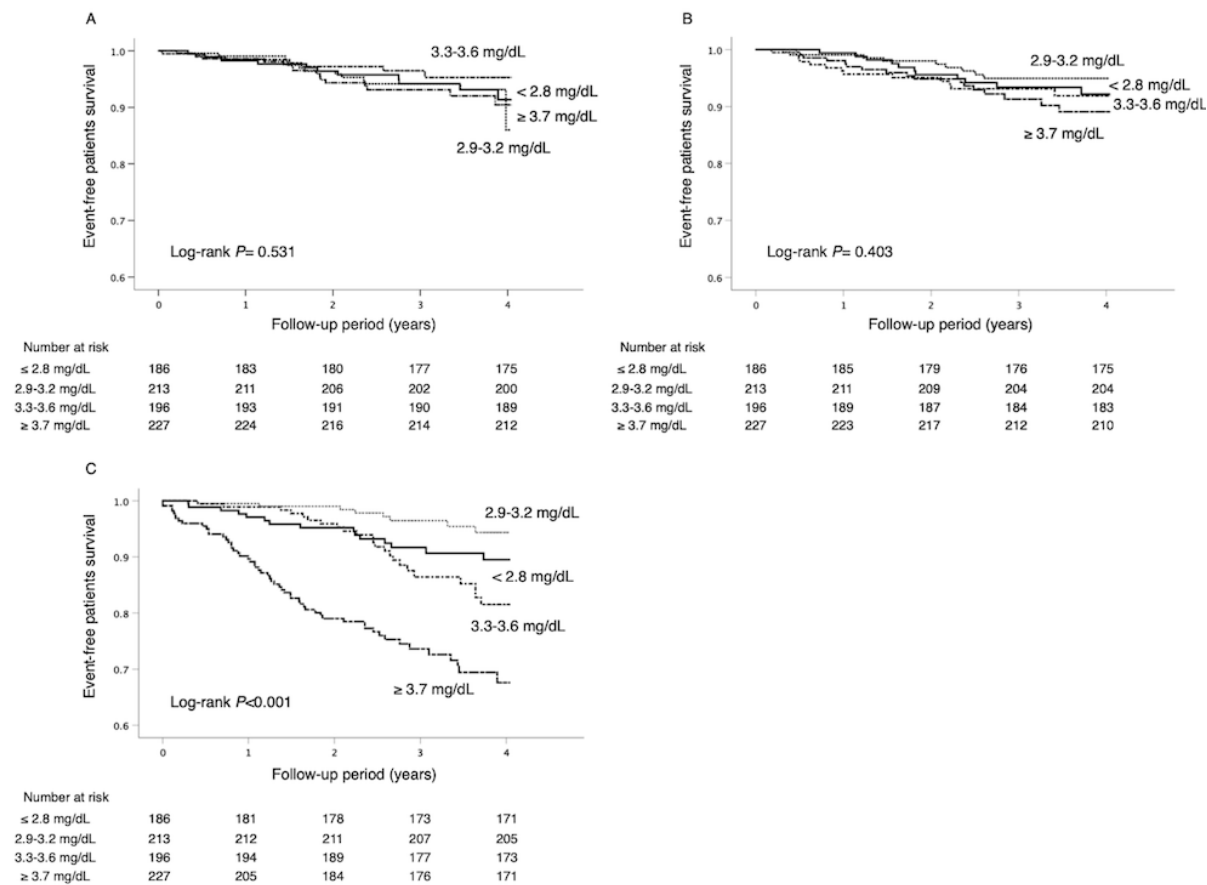 A
Event-free patients survival
1.0
0.9
0.8
0.7
0.6
3.3-3.6 mg/dL
< 2.8 mg/dL
≥ 3.7 mg/dL
2.9-3.2 mg/dL
Log-rank P= 0.531
0 1 2 3 4
Follow-up period (years)
Number at risk
≤ 2.8 mg/dL 186 183 180 177 175
2.9-3.2 mg/dL 213 211 206 202 200
3.3-3.6 mg/dL 196 193 191 190 189
≥ 3.7 mg/dL 227 224 216 214 212
B
Event-free patients survival
1.0
0.9
0.8
0.7
0.6
2.9-3.2 mg/dL
< 2.8 mg/dL
3.3-3.6 mg/dL
≥ 3.7 mg/dL
Log-rank P= 0.403
0 1 2 3 4
Follow-up period (years)
Number at risk
≤ 2.8 mg/dL 186 185 179 176 175
2.9-3.2 mg/dL 213 211 209 204 204
3.3-3.6 mg/dL 196 189 187 184 183
≥ 3.7 mg/dL 227 223 217 212 210
C
Event-free patients survival
1.0
0.9
0.8
0.7
0.6
2.9-3.2 mg/dL
< 2.8 mg/dL
3.3-3.6 mg/dL
≥ 3.7 mg/dL
Log-rank P<0.001
0 1 2 3 4
Follow-up period (years)
Number at risk
≤ 2.8 mg/dL 186 181 178 173 171
2.9-3.2 mg/dL 213 212 211 207 205
3.3-3.6 mg/dL 196 194 189 177 173
≥ 3.7 mg/dL 227 205 184 176 171